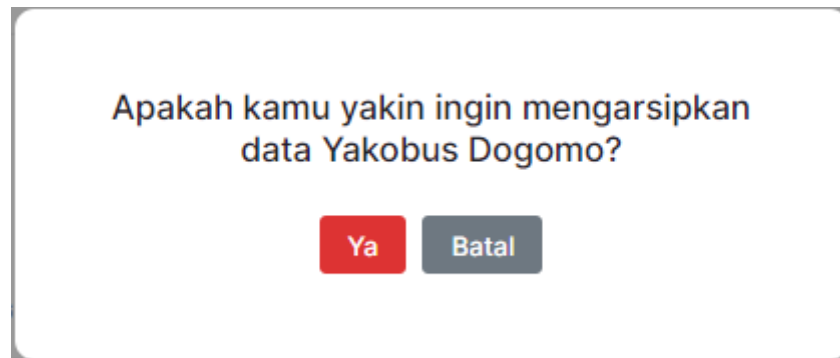 Apakah kamu yakin ingin mengarsipkan
data Yakobus Dogomo?
Ya
Batal